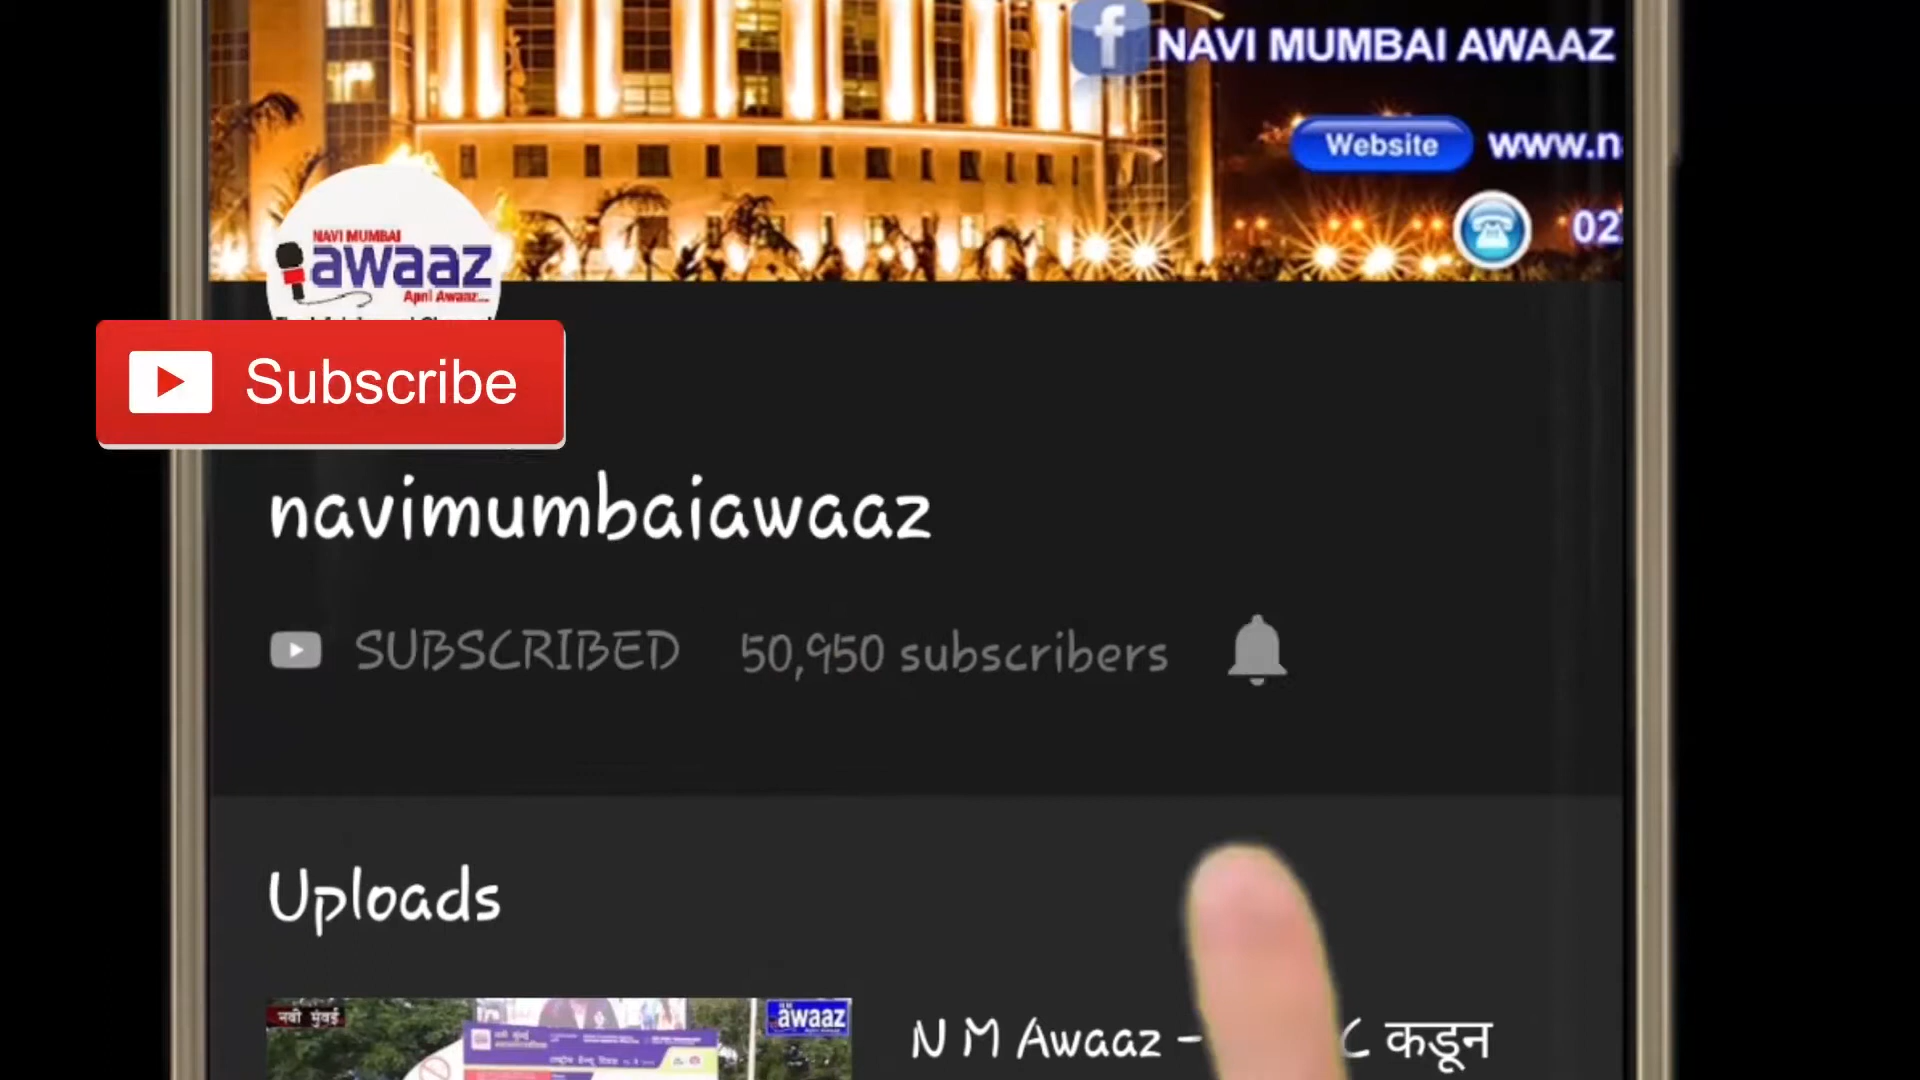 NAVI MUMBAI AWAAZ
Website www.n
02
NAVI MUMBAI
awaaz
Apni Awaaz....
Subscribe
navimumbaiawaaz
SUBSCRIBED 50,950 subscribers
Uploads
नवी मुंबई
awaaz
N M Awaaz - C कडून